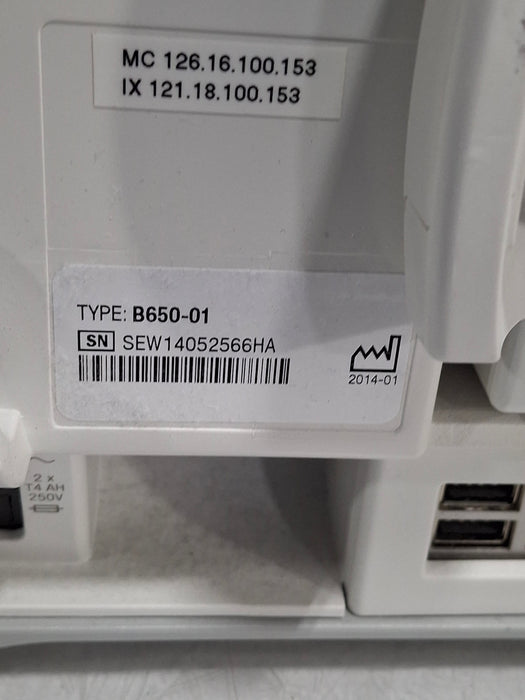 MC 126.16.100.153
IX 121.18.100.153
TYPE: B650-01
SN SEW14052566HA
2014-01
2 x
T4 AH
250V